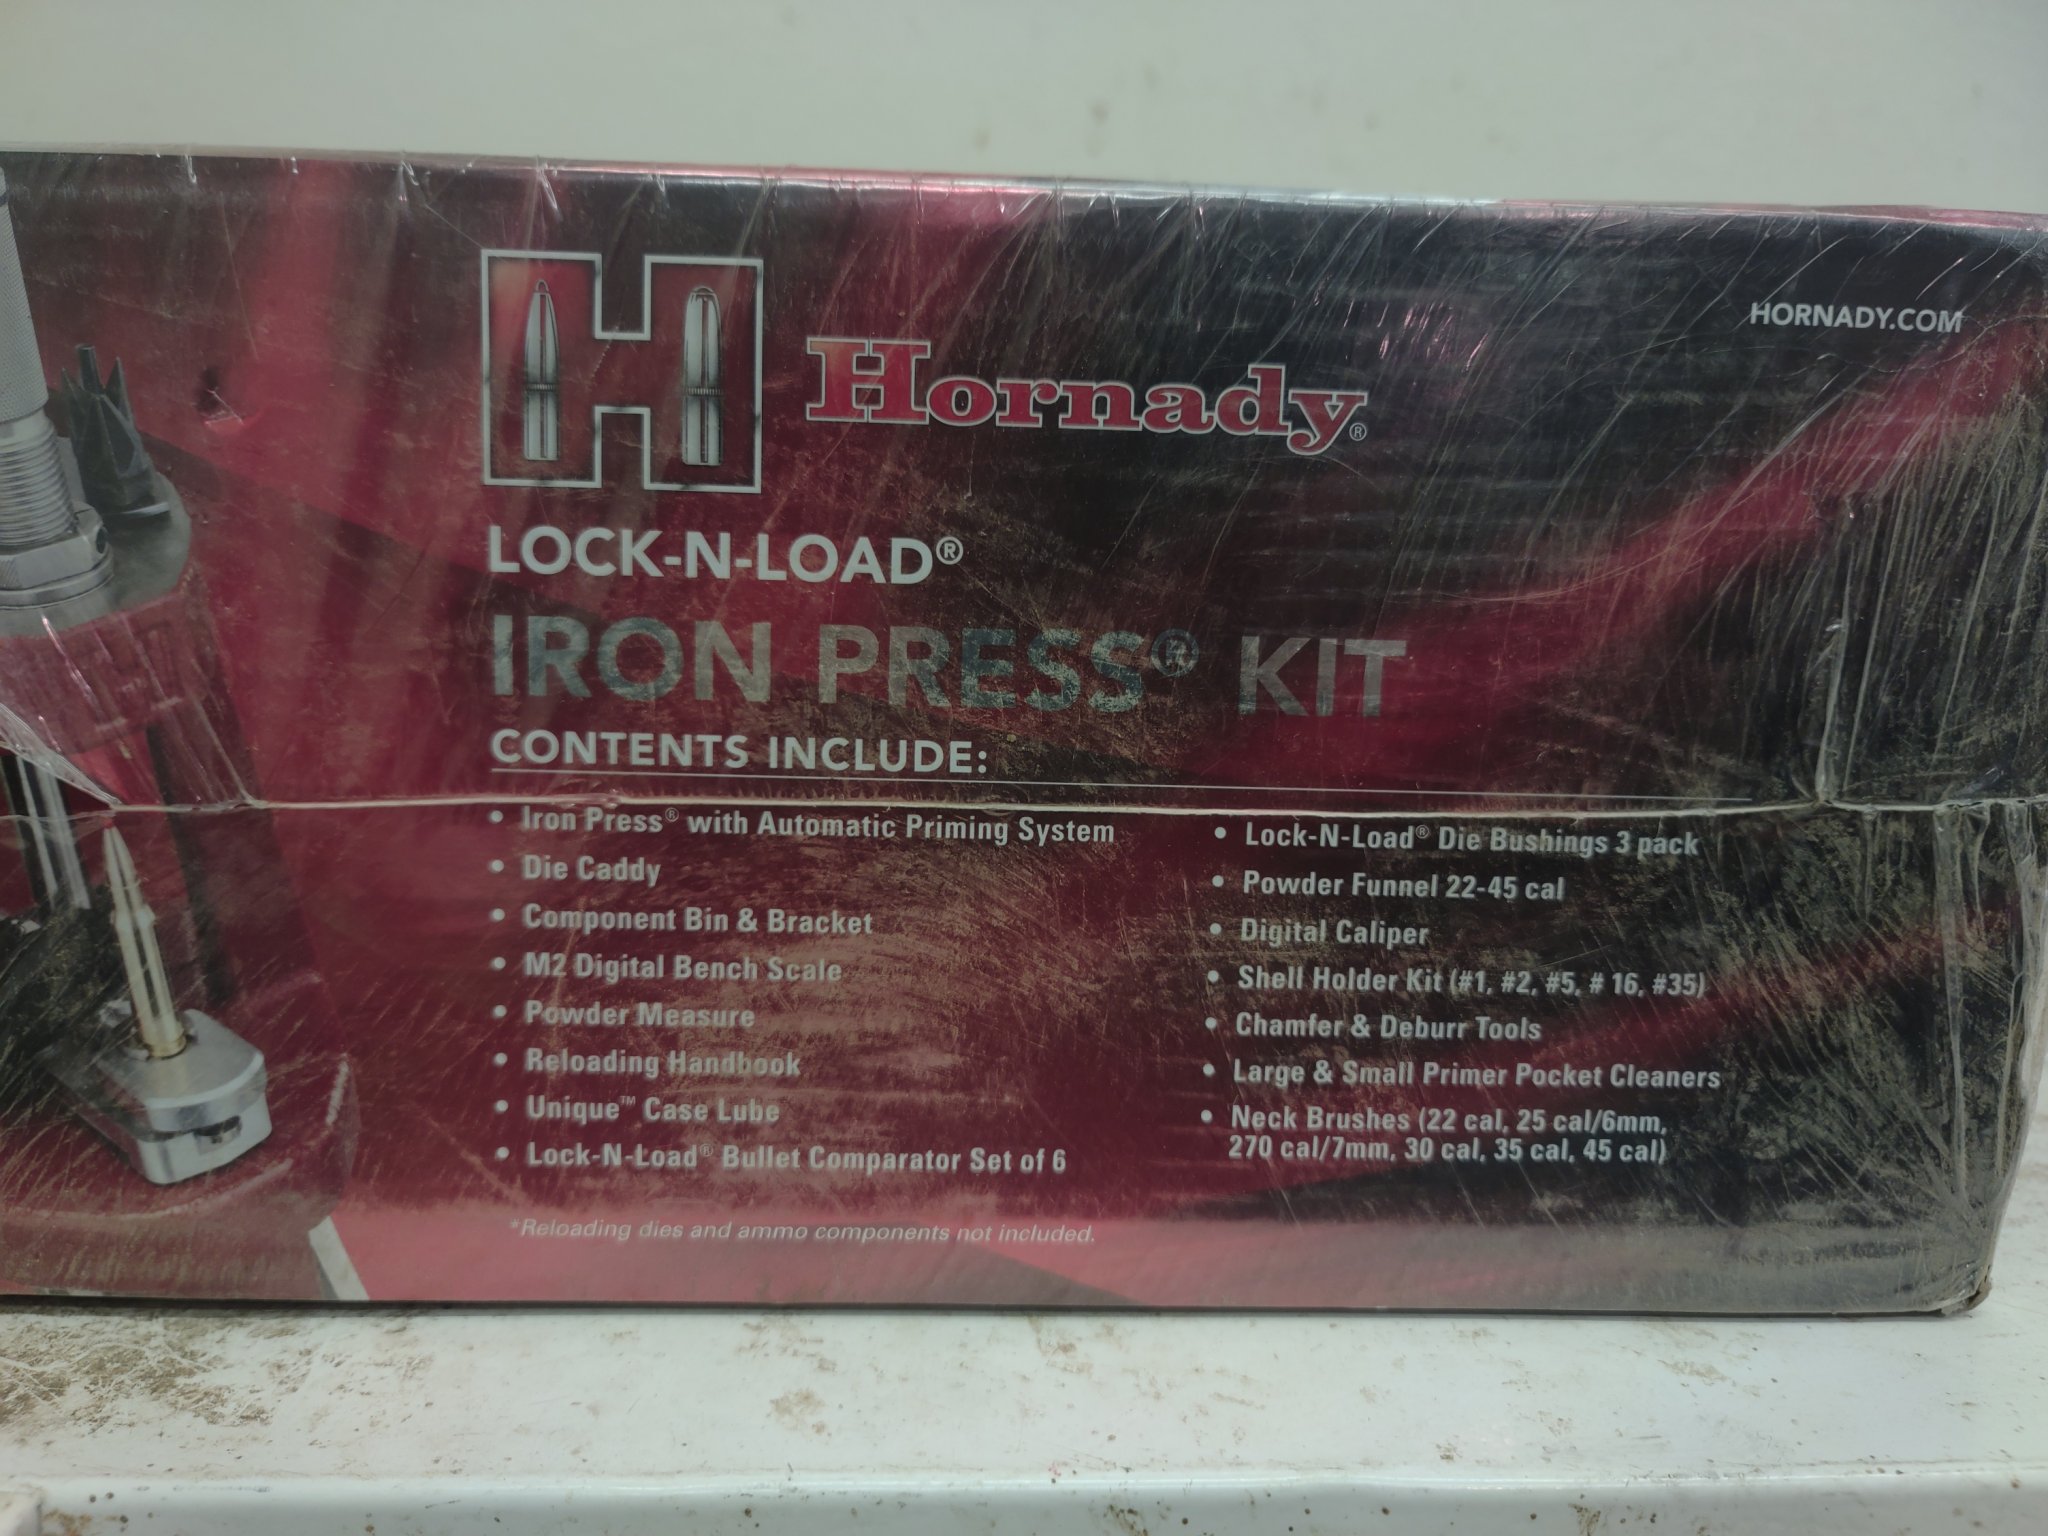 HORNADY.COM
H Hornady®
LOCK-N-LOAD®
IRON PRESS® KIT
CONTENTS INCLUDE:
• Iron Press® with Automatic Priming System
• Die Caddy
• Component Bin & Bracket
• M2 Digital Bench Scale
• Powder Measure
• Reloading Handbook
• Unique™ Case Lube
• Lock-N-Load® Bullet Comparator Set of 6
• Lock-N-Load® Die Bushings 3 pack
• Powder Funnel 22-45 cal
• Digital Caliper
• Shell Holder Kit (#1, #2, #5, # 16, #35)
• Chamfer & Deburr Tools
• Large & Small Primer Pocket Cleaners
• Neck Brushes (22 cal, 25 cal/6mm,
270 cal/7mm, 30 cal, 35 cal, 45 cal)
*Reloading dies and ammo components not included.